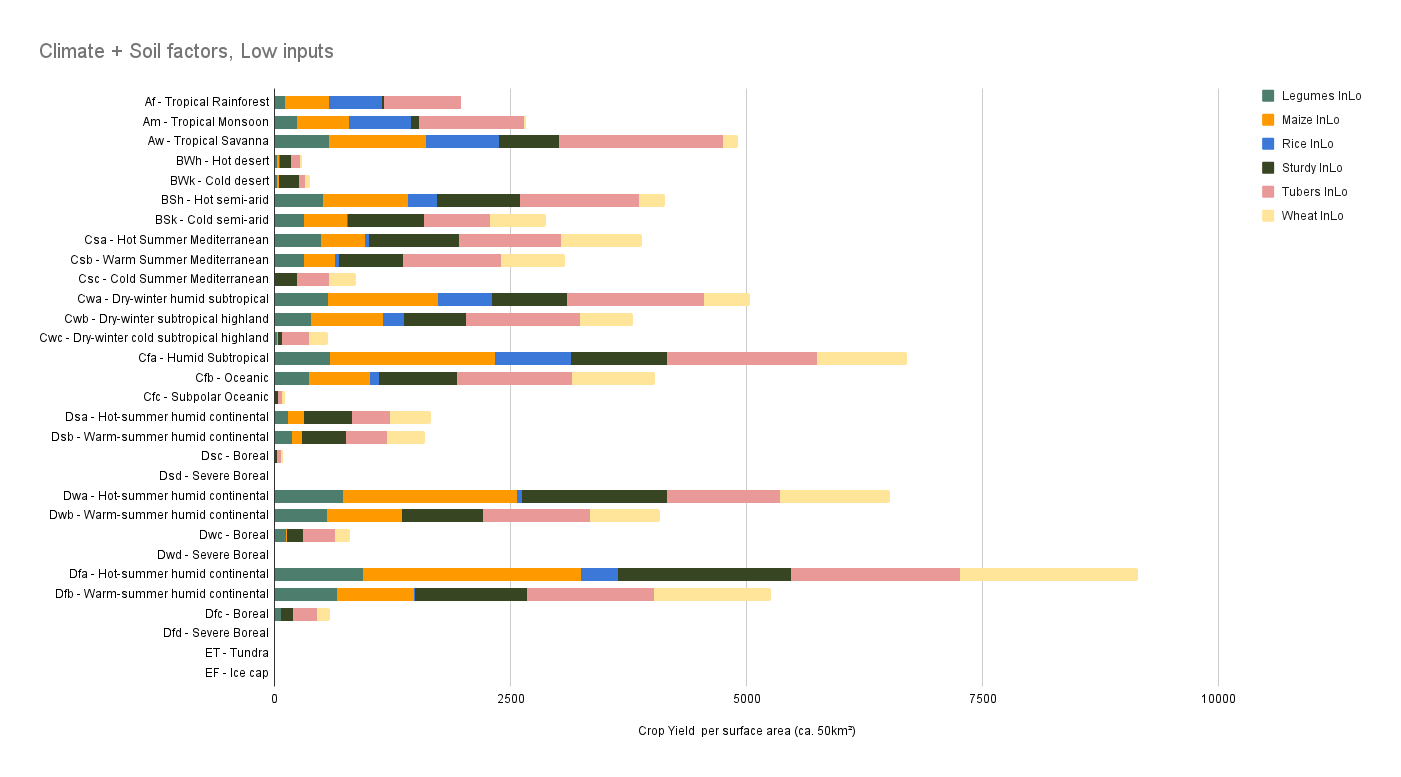 Climate + Soil factors, Low inputs
Legumes InLo
Maize InLo
Rice InLo
Sturdy InLo
Tubers InLo
Wheat InLo
Af - Tropical Rainforest
Am - Tropical Monsoon
Aw - Tropical Savanna
BWh - Hot desert
BWk - Cold desert
BSh - Hot semi-arid
BSk - Cold semi-arid
Csa - Hot Summer Mediterranean
Csb - Warm Summer Mediterranean
Csc - Cold Summer Mediterranean
Cwa - Dry-winter humid subtropical
Cwb - Dry-winter subtropical highland
Cwc - Dry-winter cold subtropical highland
Cfa - Humid Subtropical
Cfb - Oceanic
Cfc - Subpolar Oceanic
Dsa - Hot-summer humid continental
Dsb - Warm-summer humid continental
Dsc - Boreal
Dsd - Severe Boreal
Dwa - Hot-summer humid continental
Dwb - Warm-summer humid continental
Dwc - Boreal
Dwd - Severe Boreal
Dfa - Hot-summer humid continental
Dfb - Warm-summer humid continental
Dfc - Boreal
Dfd - Severe Boreal
ET - Tundra
EF - Ice cap
0 2500 5000 7500 10000
Crop Yield per surface area (ca. 50km²)